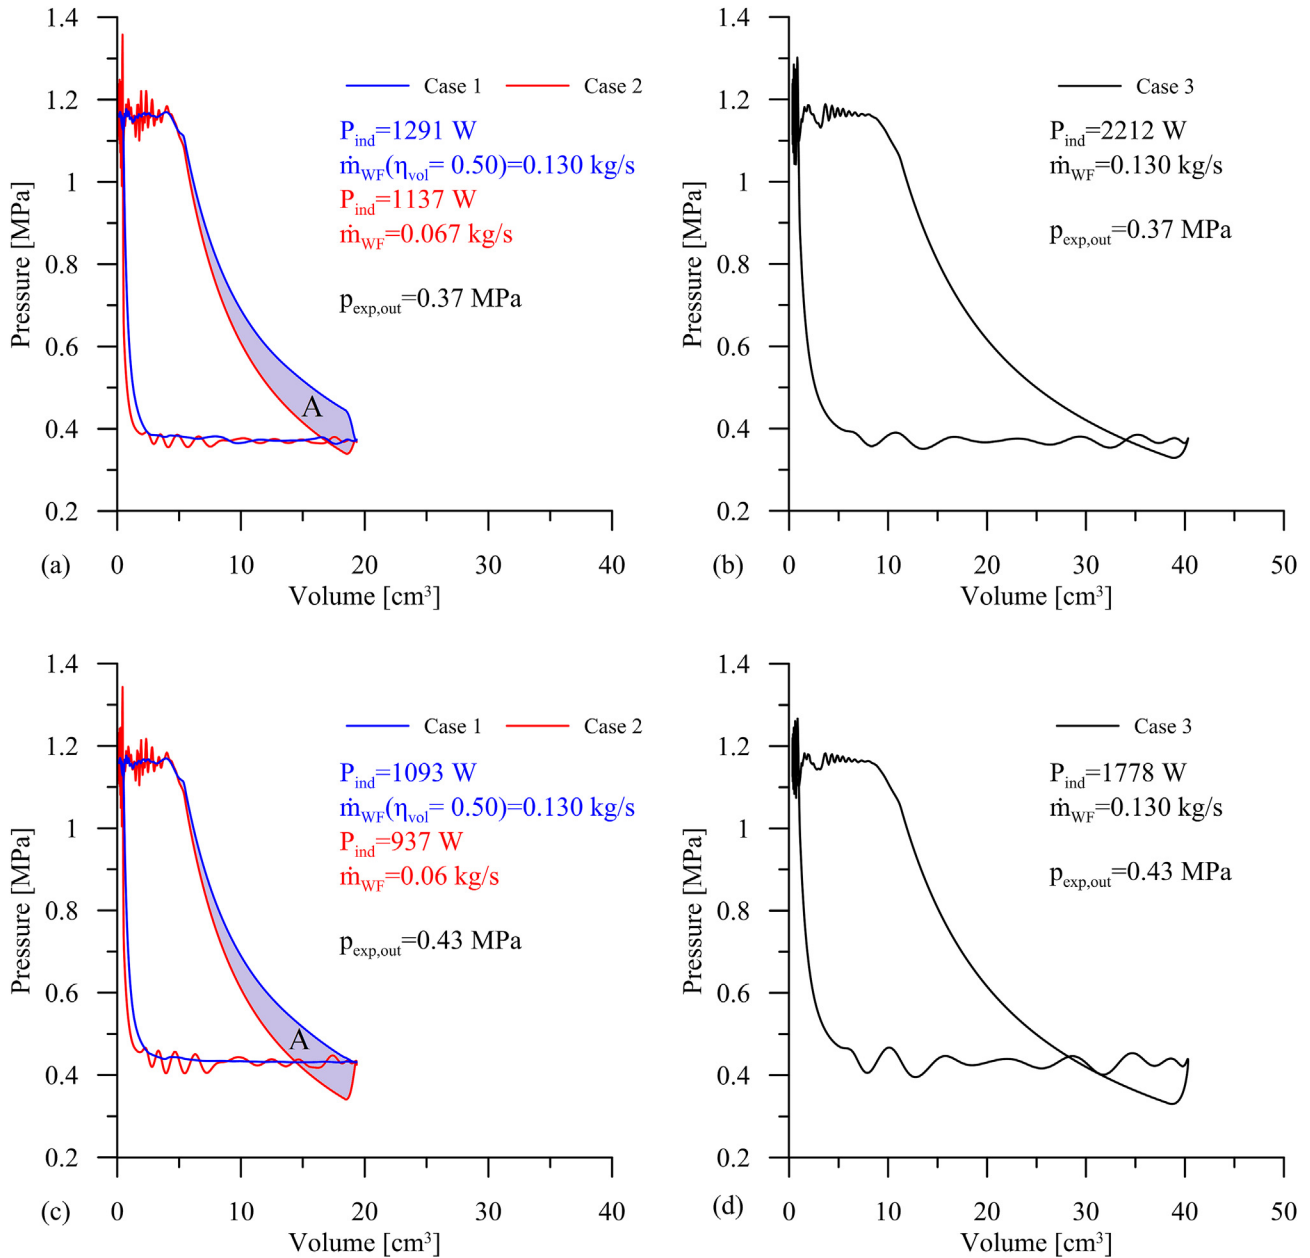 1.4
1.2
1
0.8
0.6
0.4
0.2
Pressure [MPa]
Case 1 Case 2
P_ind=1291 W
ṁ_WF(η_vol= 0.50)=0.130 kg/s
P_ind=1137 W
ṁ_WF=0.067 kg/s
p_exp,out=0.37 MPa
A
(a) 0 10 20 30 40
Volume [cm³]
1.4
1.2
1
0.8
0.6
0.4
0.2
Pressure [MPa]
Case 3
P_ind=2212 W
ṁ_WF=0.130 kg/s
p_exp,out=0.37 MPa
(b) 0 10 20 30 40 50
Volume [cm³]
1.4
1.2
1
0.8
0.6
0.4
0.2
Pressure [MPa]
Case 1 Case 2
P_ind=1093 W
ṁ_WF(η_vol= 0.50)=0.130 kg/s
P_ind=937 W
ṁ_WF=0.06 kg/s
p_exp,out=0.43 MPa
A
(c) 0 10 20 30 40
Volume [cm³]
1.4
1.2
1
0.8
0.6
0.4
0.2
Pressure [MPa]
Case 3
P_ind=1778 W
ṁ_WF=0.130 kg/s
p_exp,out=0.43 MPa
(d) 0 10 20 30 40 50
Volume [cm³]